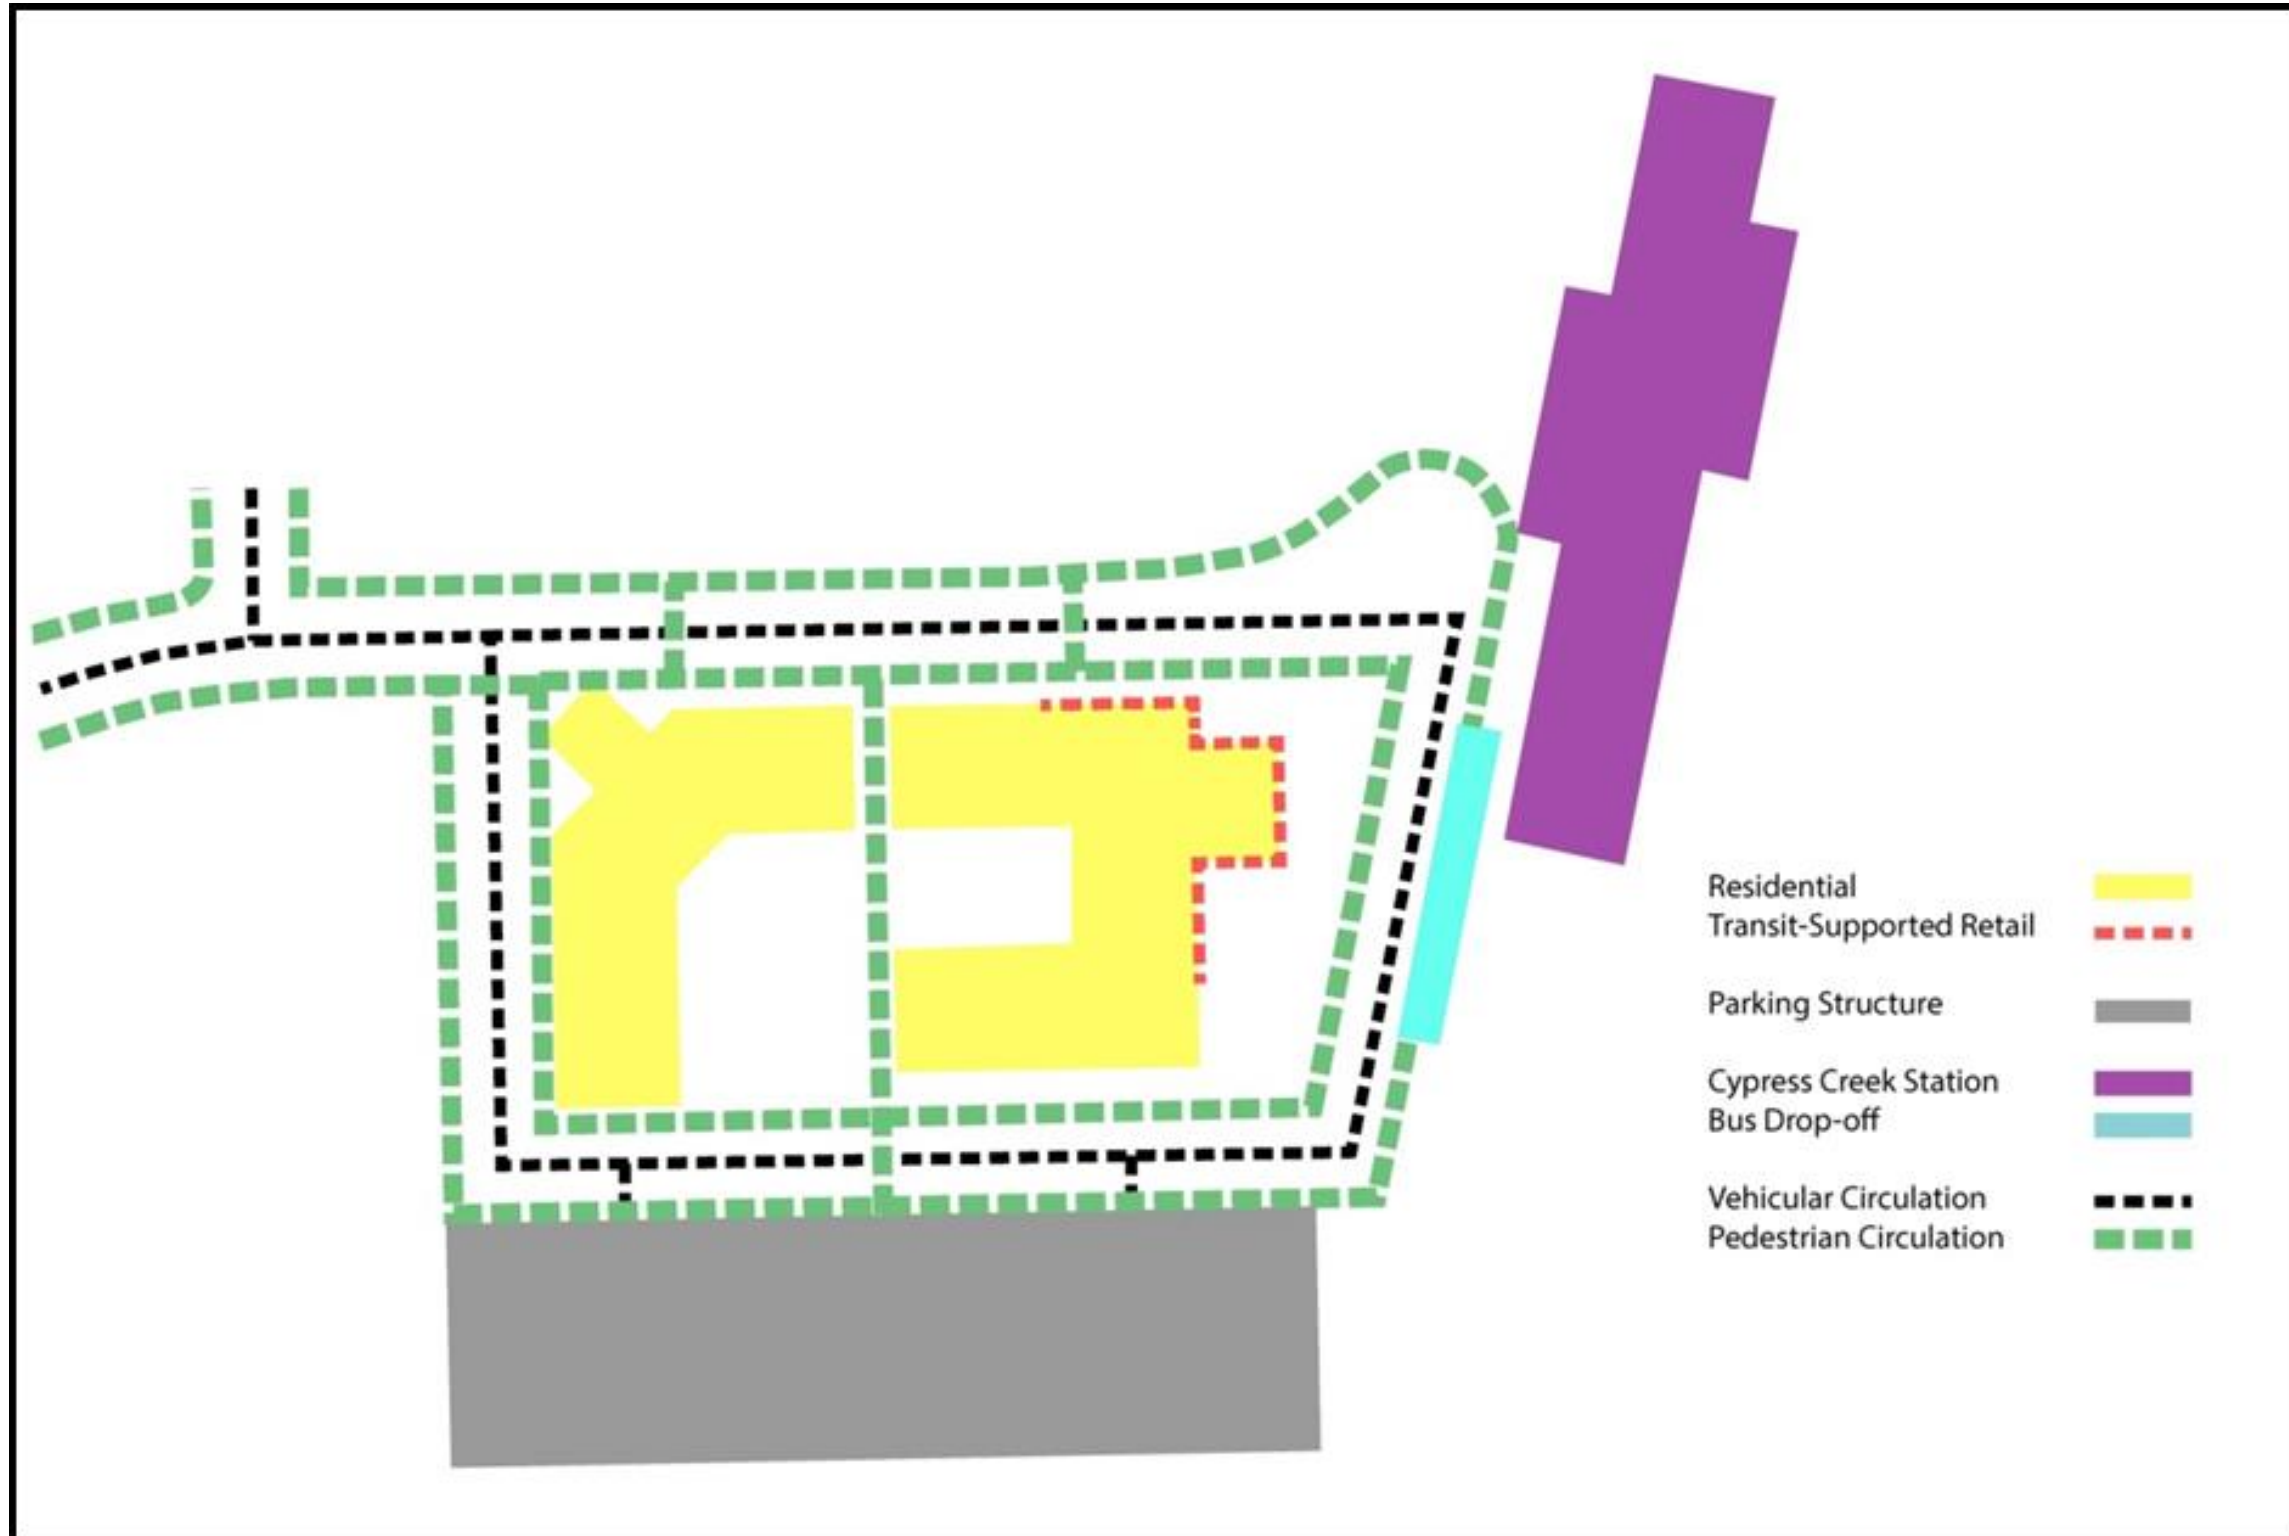 Residential
Transit-Supported Retail
Parking Structure
Cypress Creek Station
Bus Drop-off
Vehicular Circulation
Pedestrian Circulation